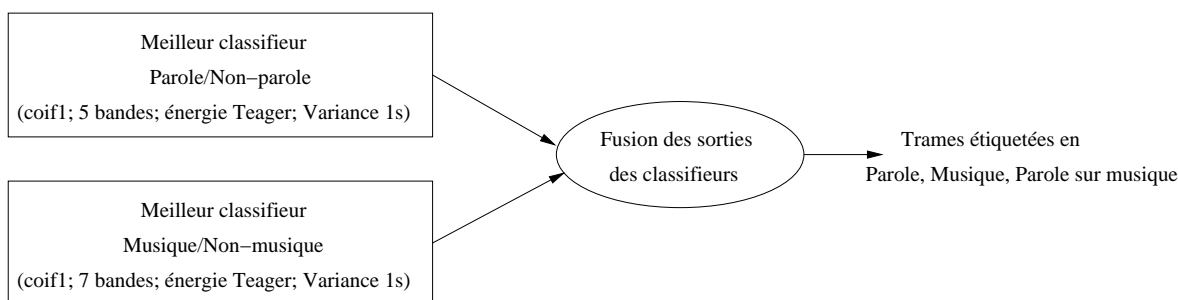 Meilleur classifieur
Parole/Non−parole
(coif1; 5 bandes; énergie Teager; Variance 1s)
Meilleur classifieur
Musique/Non−musique
(coif1; 7 bandes; énergie Teager; Variance 1s)
Fusion des sorties
des classifieurs
Trames étiquetées en
Parole, Musique, Parole sur musique